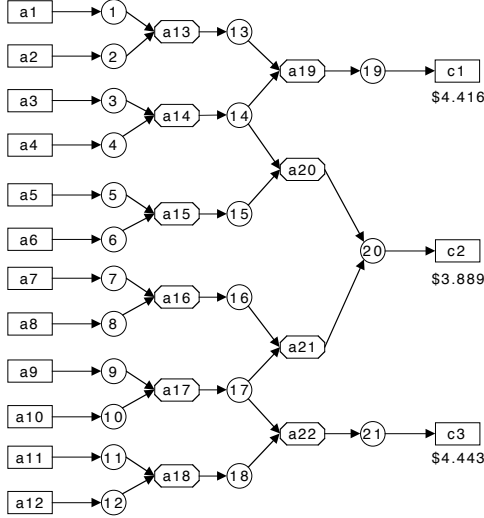 a1 1 a13 13
a2 2
a19 19 c1
$4.416
a3 3 a14 14
a4 4
a20
a5 5 a15 15
a6 6
20 c2
$3.889
a7 7 a16 16
a8 8
a21
a9 9 a17 17
a10 10
a22 21 c3
$4.443
a11 11 a18 18
a12 12